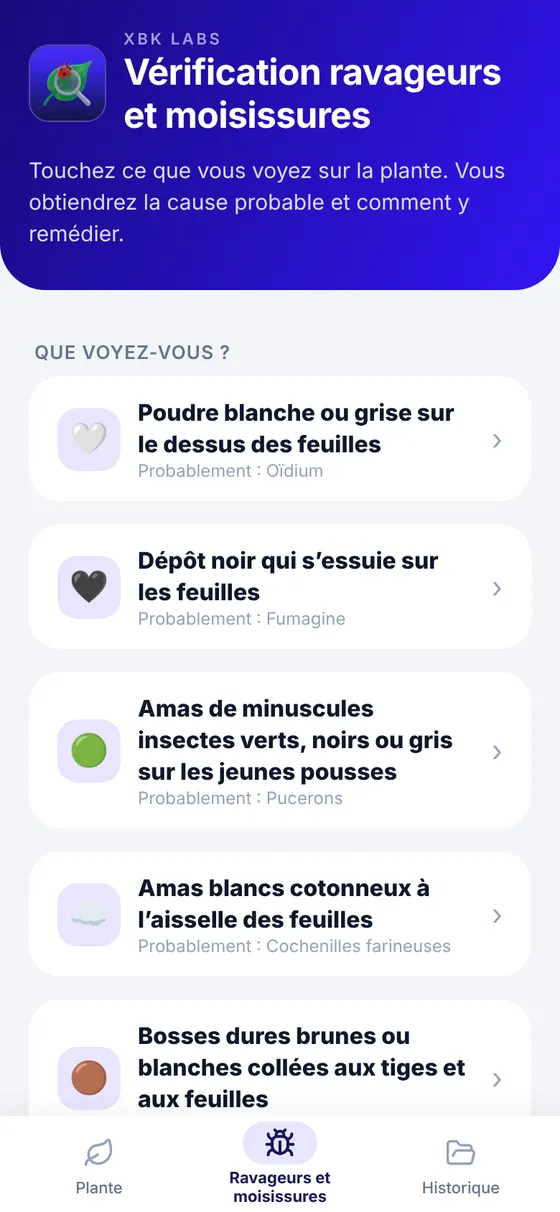 XBK LABS
Vérification ravageurs
et moisissures
Touchez ce que vous voyez sur la plante. Vous
obtiendrez la cause probable et comment y
remédier.
QUE VOYEZ-VOUS ?
Poudre blanche ou grise sur
le dessus des feuilles
Probablement : Oïdium
Dépôt noir qui s’essuie sur
les feuilles
Probablement : Fumagine
Amas de minuscules
insectes verts, noirs ou gris
sur les jeunes pousses
Probablement : Pucerons
Amas blancs cotonneux à
l’aisselle des feuilles
Probablement : Cochenilles farineuses
Bosses dures brunes ou
blanches collées aux tiges et
aux feuilles
Plante
Ravageurs et
moisissures
Historique